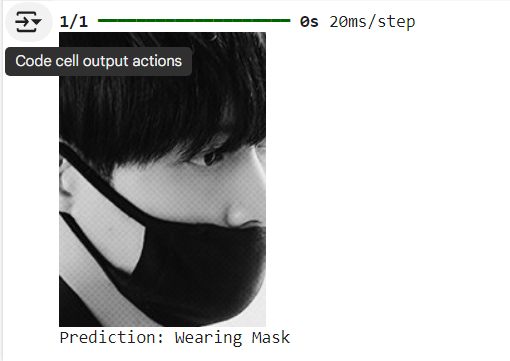 1/1 ━━━━━━━━━━━━━━━━━━━━ 0s 20ms/step
Code cell output actions
Prediction: Wearing Mask